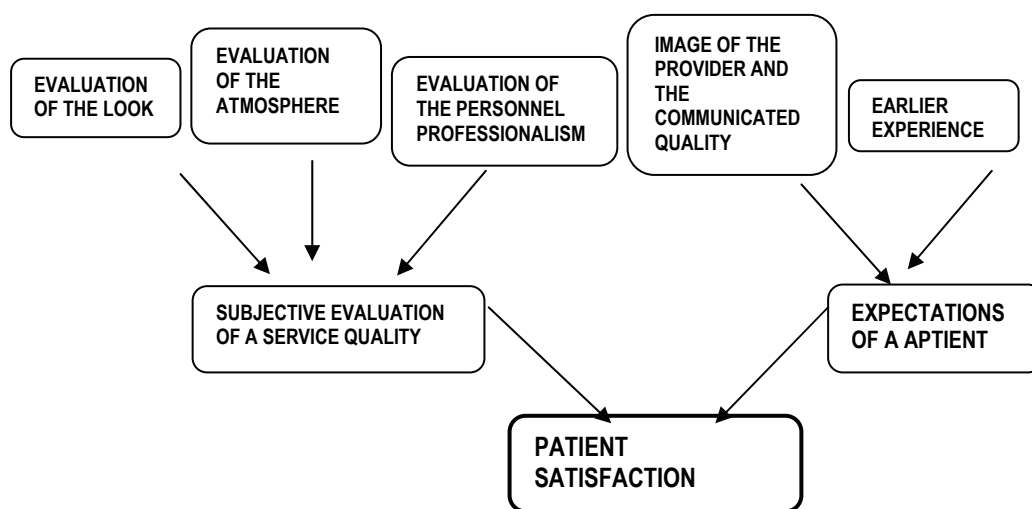 EVALUATION
OF THE LOOK
EVALUATION
OF THE
ATMOSPHERE
EVALUATION OF
THE PERSONNEL
PROFESSIONALISM
IMAGE OF THE
PROVIDER AND
THE
COMMUNICATED
QUALITY
EARLIER
EXPERIENCE
SUBJECTIVE EVALUATION
OF A SERVICE QUALITY
EXPECTATIONS
OF A APTIENT
PATIENT
SATISFACTION